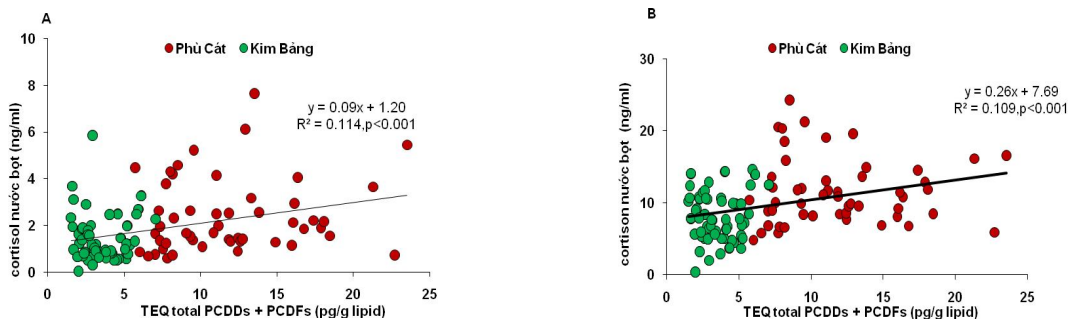 A
Phù Cát Kim Bảng
y = 0.09x + 1.20
R² = 0.114,p<0.001
cortisol nước bọt (ng/ml)
10
8
6
4
2
0
0 5 10 15 20 25
TEQ total PCDDs + PCDFs (pg/g lipid)
B
Phù Cát Kim Bảng
y = 0.26x + 7.69
R² = 0.109,p<0.001
cortison nước bọt (ng/ml)
30
20
10
0
0 5 10 15 20 25
TEQ total PCDDs + PCDFs (pg/g lipid)